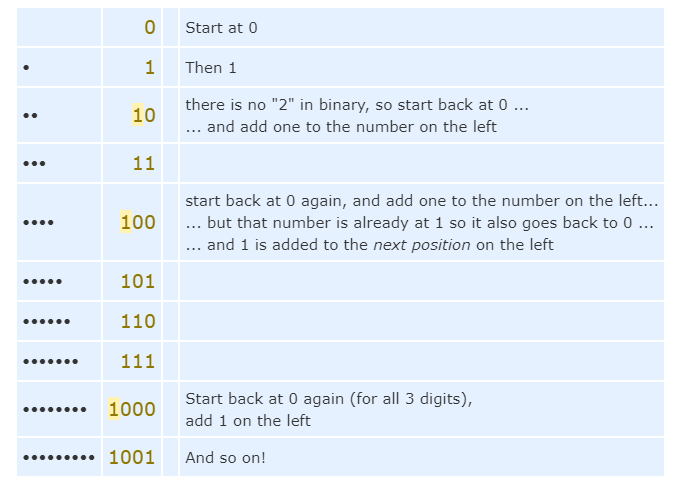 0 Start at 0
• 1 Then 1
•• 10 there is no "2" in binary, so start back at 0 ...
... and add one to the number on the left
••• 11
•••• 100 start back at 0 again, and add one to the number on the left...
... but that number is already at 1 so it also goes back to 0 ...
... and 1 is added to the next position on the left
••••• 101
•••••• 110
••••••• 111
•••••••• 1000 Start back at 0 again (for all 3 digits),
add 1 on the left
••••••••• 1001 And so on!